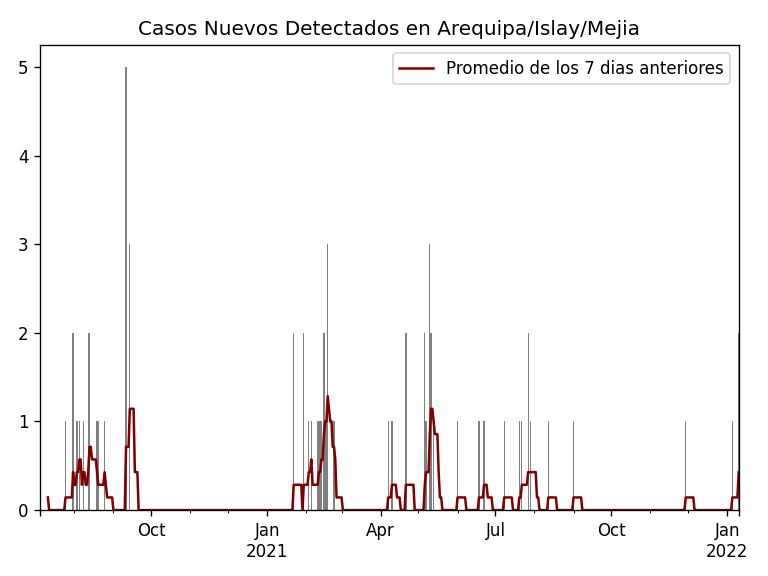 Casos Nuevos Detectados en Arequipa/Islay/Mejia
Promedio de los 7 dias anteriores
5
4
3
2
1
0
Oct
Jan
2021
Apr
Jul
Oct
Jan
2022